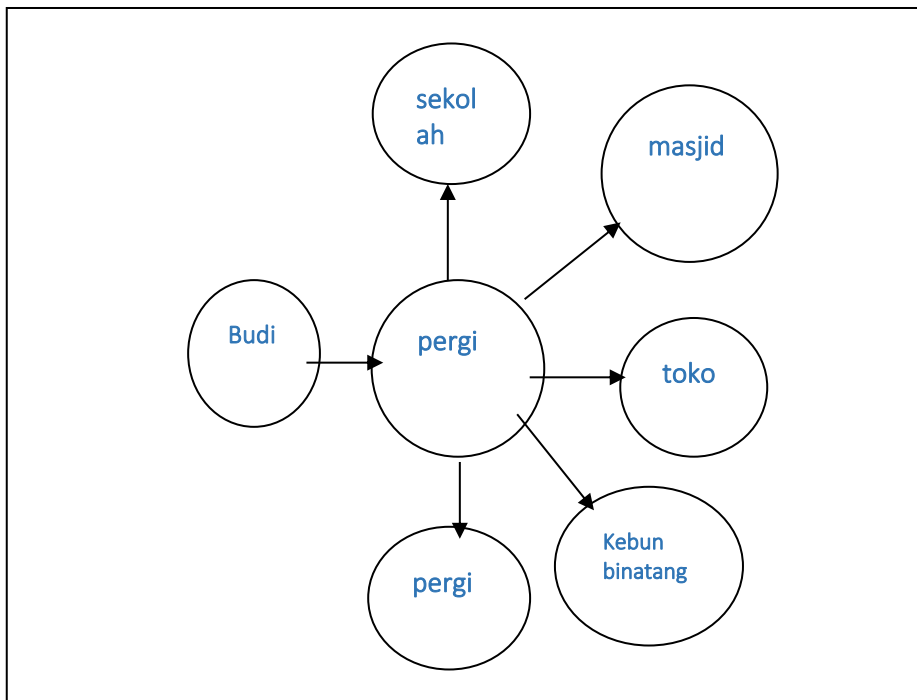 sekol
ah
masjid
Budi
pergi
toko
Kebun
binatang
pergi